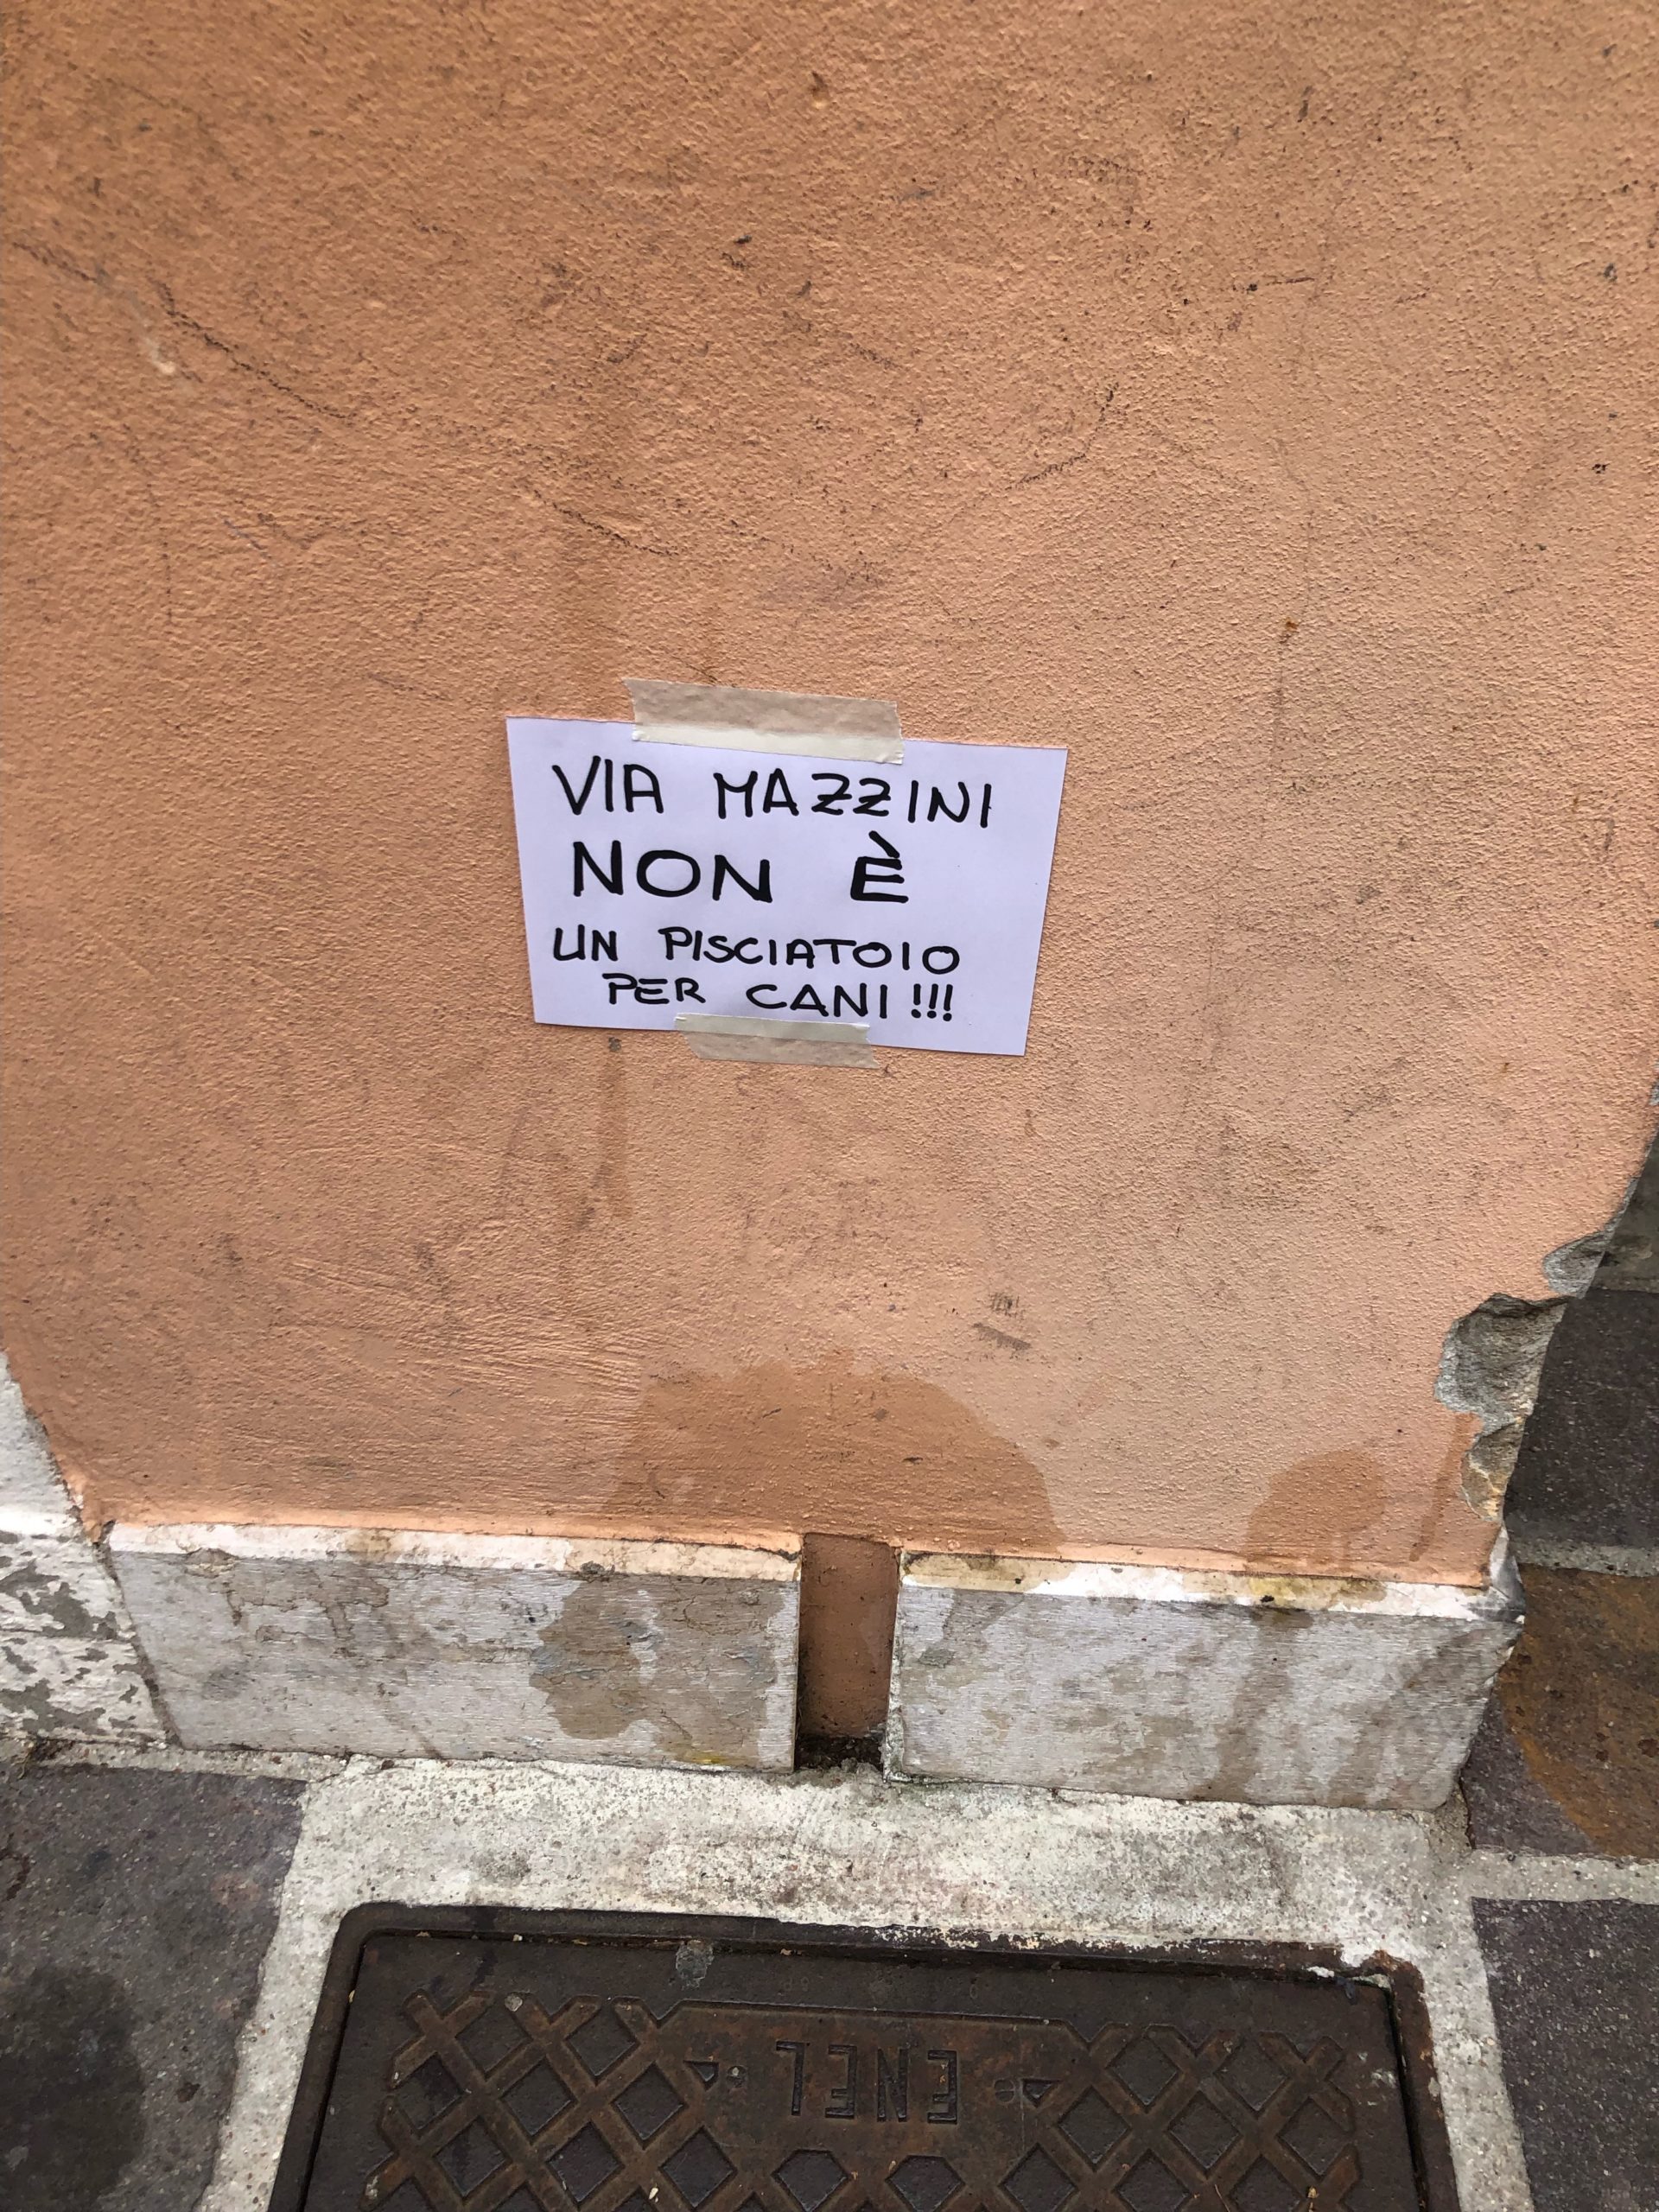 VIA MAZZINI
NON È
UN PISCIATOIO
PER CANI!!!
ENEL